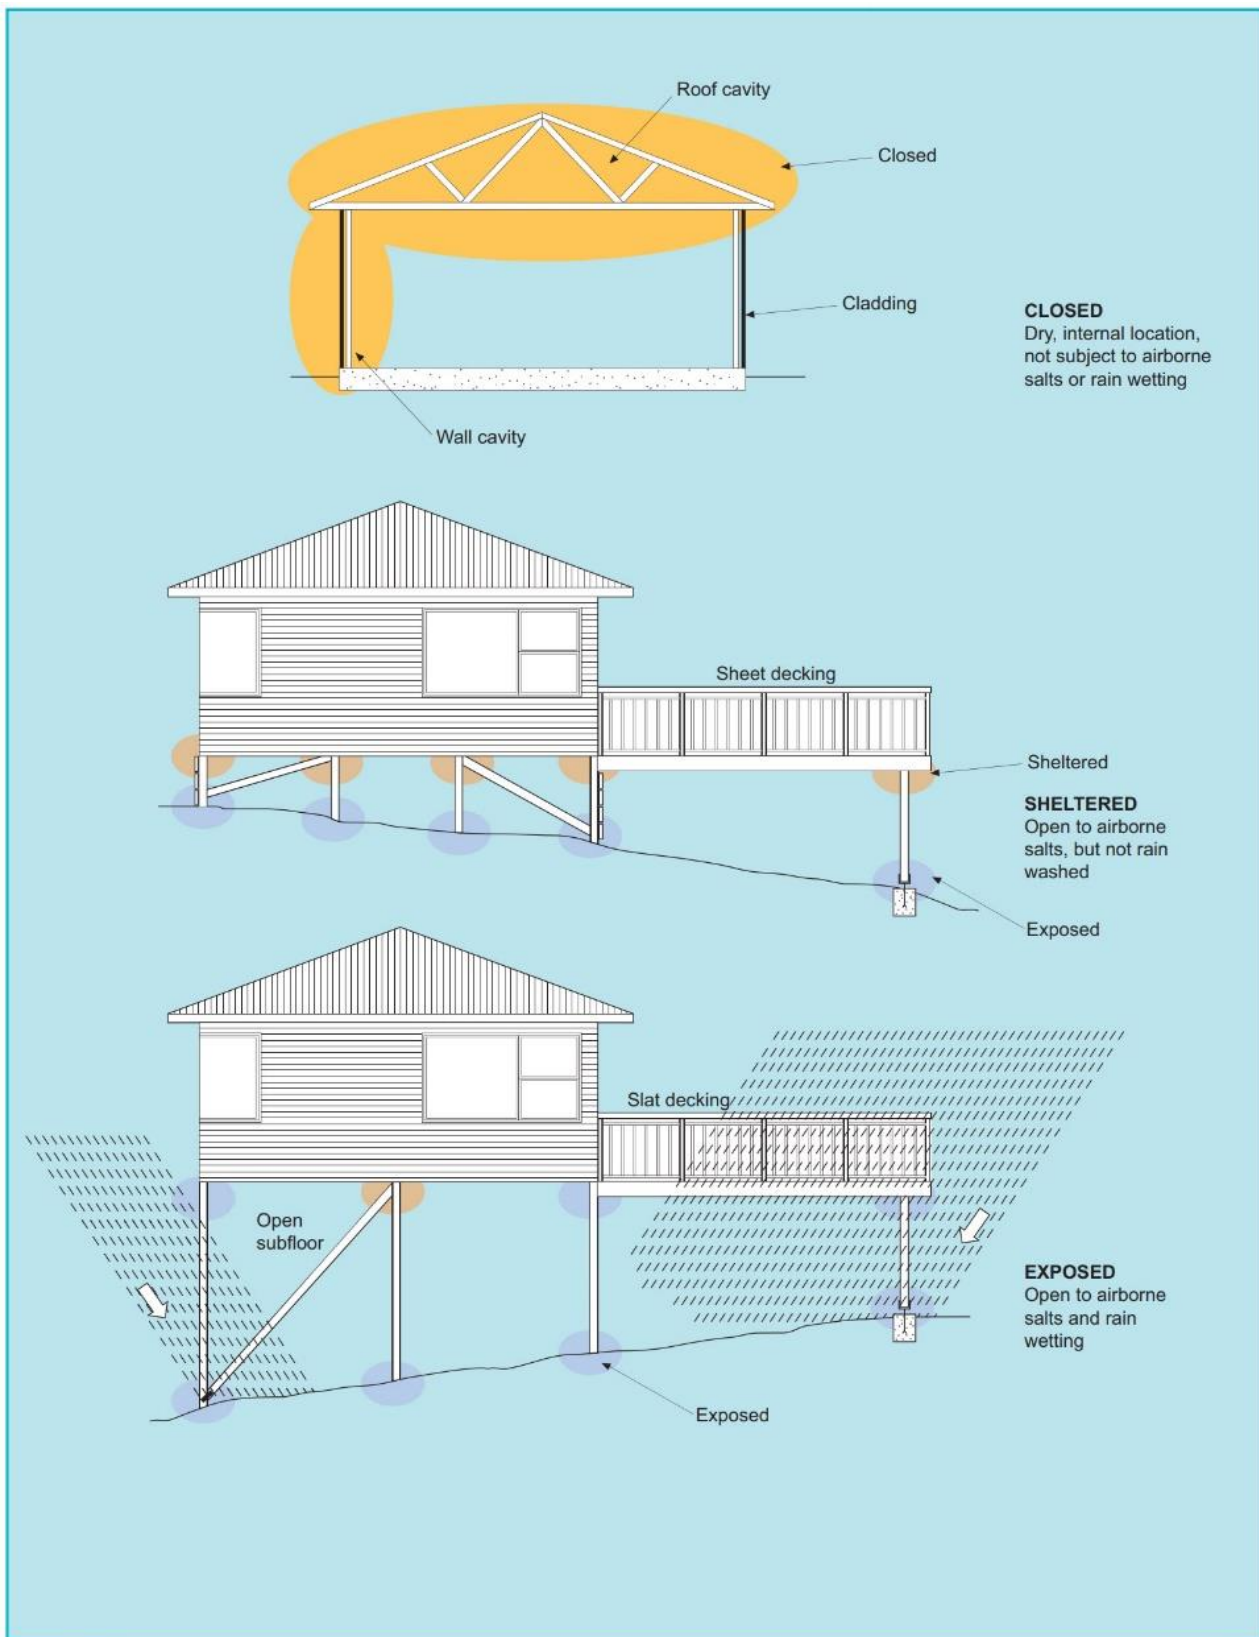 Roof cavity
Closed
Cladding
CLOSED
Dry, internal location,
not subject to airborne
salts or rain wetting
Wall cavity
Sheet decking
Sheltered
SHELTERED
Open to airborne
salts, but not rain
washed
Exposed
Slat decking
Open
subfloor
EXPOSED
Open to airborne
salts and rain
wetting
Exposed